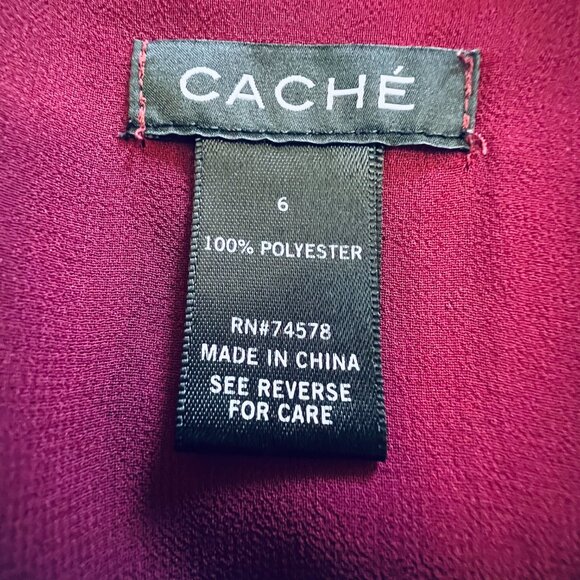 CACHÉ
6
100% POLYESTER
RN#74578
MADE IN CHINA
SEE REVERSE
FOR CARE